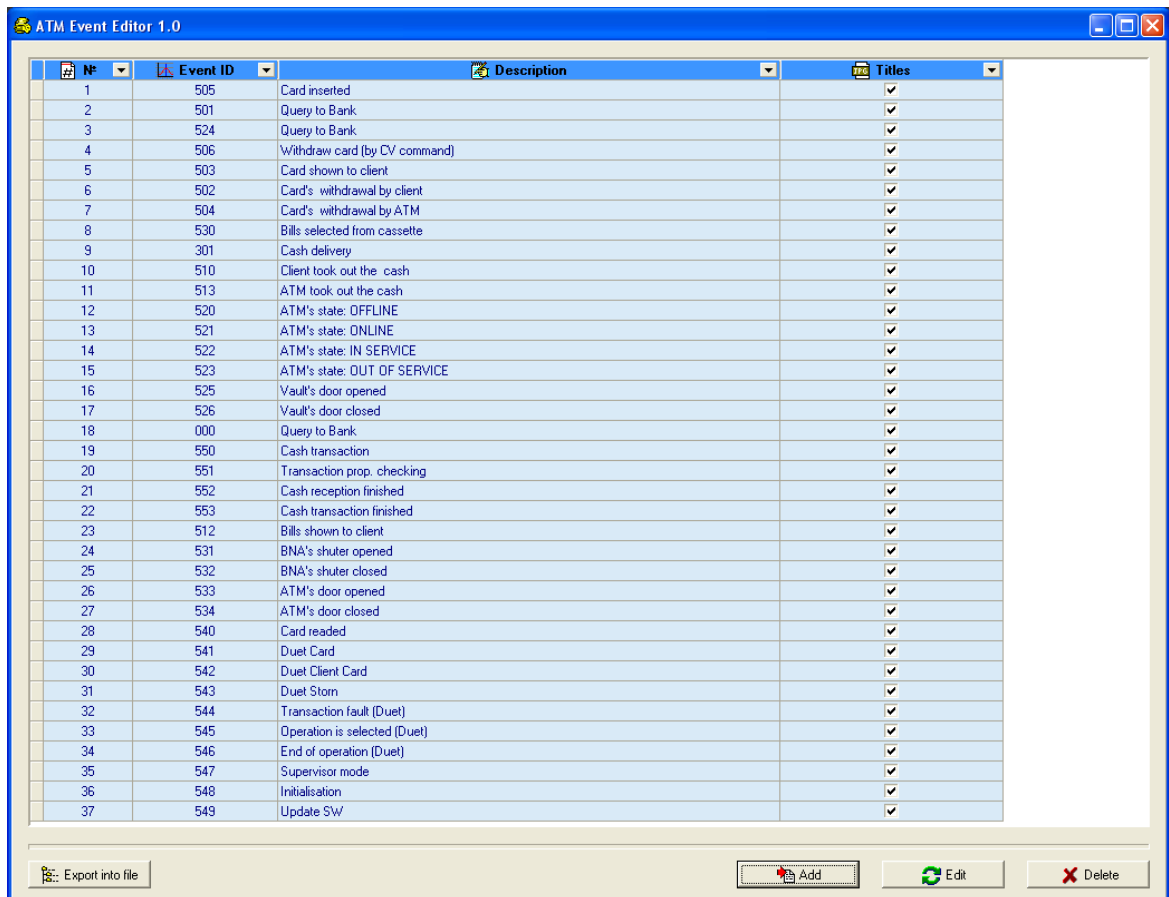 ATM Event Editor 1.0
№ Event ID Description Titles
1 505 Card inserted
2 501 Query to Bank
3 524 Query to Bank
4 506 Withdraw card (by CV command)
5 503 Card shown to client
6 502 Card's  withdrawal by client
7 504 Card's  withdrawal by ATM
8 530 Bills selected from cassette
9 301 Cash delivery
10 510 Client took out the  cash
11 513 ATM took out the cash
12 520 ATM's state: OFFLINE
13 521 ATM's state: ONLINE
14 522 ATM's state: IN SERVICE
15 523 ATM's state: OUT OF SERVICE
16 525 Vault's door opened
17 526 Vault's door closed
18 000 Query to Bank
19 550 Cash transaction
20 551 Transaction prop. checking
21 552 Cash reception finished
22 553 Cash transaction finished
23 512 Bills shown to client
24 531 BNA's shuter opened
25 532 BNA's shuter closed
26 533 ATM's door opened
27 534 ATM's door closed
28 540 Card readed
29 541 Duet Card
30 542 Duet Client Card
31 543 Duet Storn
32 544 Transaction fault (Duet)
33 545 Operation is selected (Duet)
34 546 End of operation (Duet)
35 547 Supervisor mode
36 548 Initialisation
37 549 Update SW
Export into file Add Edit Delete